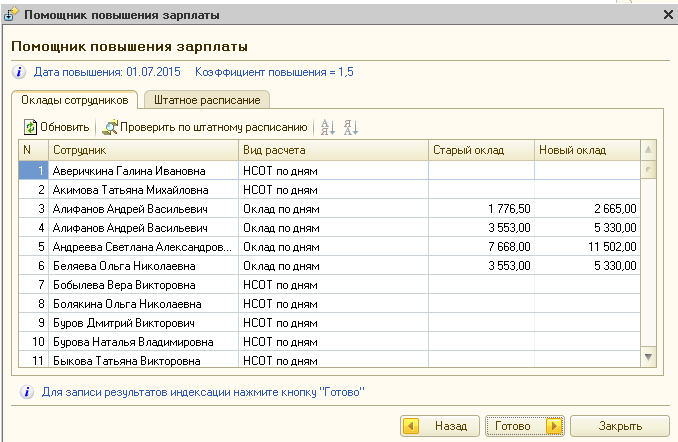 Помощник повышения зарплаты
Помощник повышения зарплаты
Дата повышения: 01.07.2015 Коэффициент повышения = 1,5
Оклады сотрудников Штатное расписание
Обновить Проверить по штатному расписанию
N Сотрудник Вид расчета Старый оклад Новый оклад
1 Аверичкина Галина Ивановна НСОТ по дням
2 Акимова Татьяна Михайловна НСОТ по дням
3 Алифанов Андрей Васильевич Оклад по дням 1 776,50 2 665,00
4 Алифанов Андрей Васильевич Оклад по дням 3 553,00 5 330,00
5 Андреева Светлана Александров... Оклад по дням 7 668,00 11 502,00
6 Беляева Ольга Николаевна Оклад по дням 3 553,00 5 330,00
7 Бобылева Вера Викторовна НСОТ по дням
8 Болякина Ольга Николаевна НСОТ по дням
9 Буров Дмитрий Викторович НСОТ по дням
10 Бурова Наталья Владимировна НСОТ по дням
11 Быкова Татьяна Викторовна НСОТ по дням
Для записи результатов индексации нажмите кнопку "Готово"
Назад Готово Закрыть